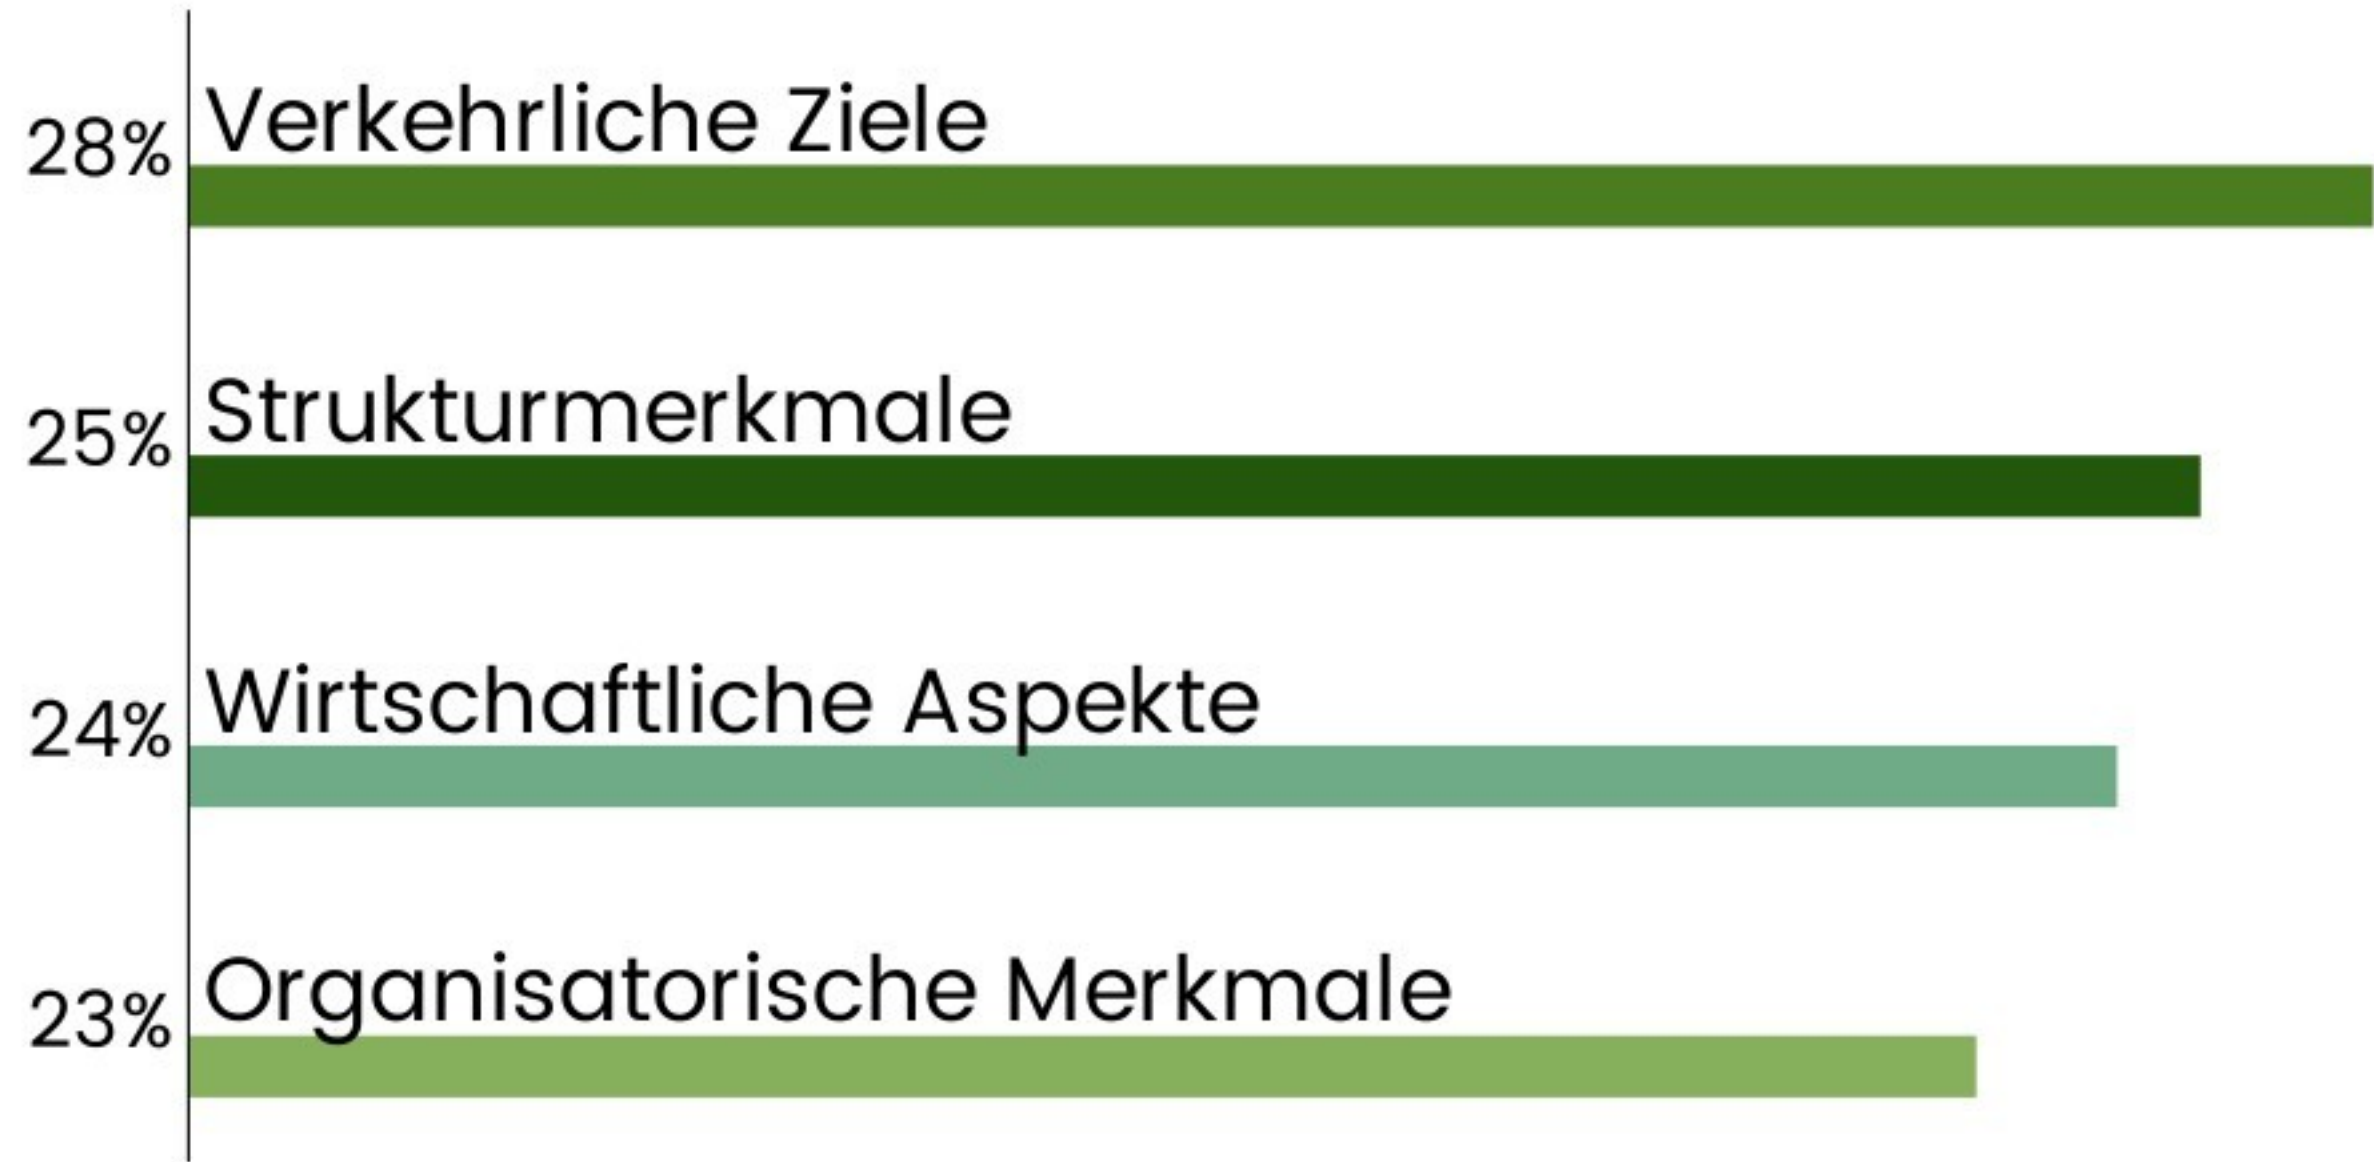 Verkehrliche Ziele
28%
Strukturmerkmale
25%
Wirtschaftliche Aspekte
24%
Organisatorische Merkmale
23%